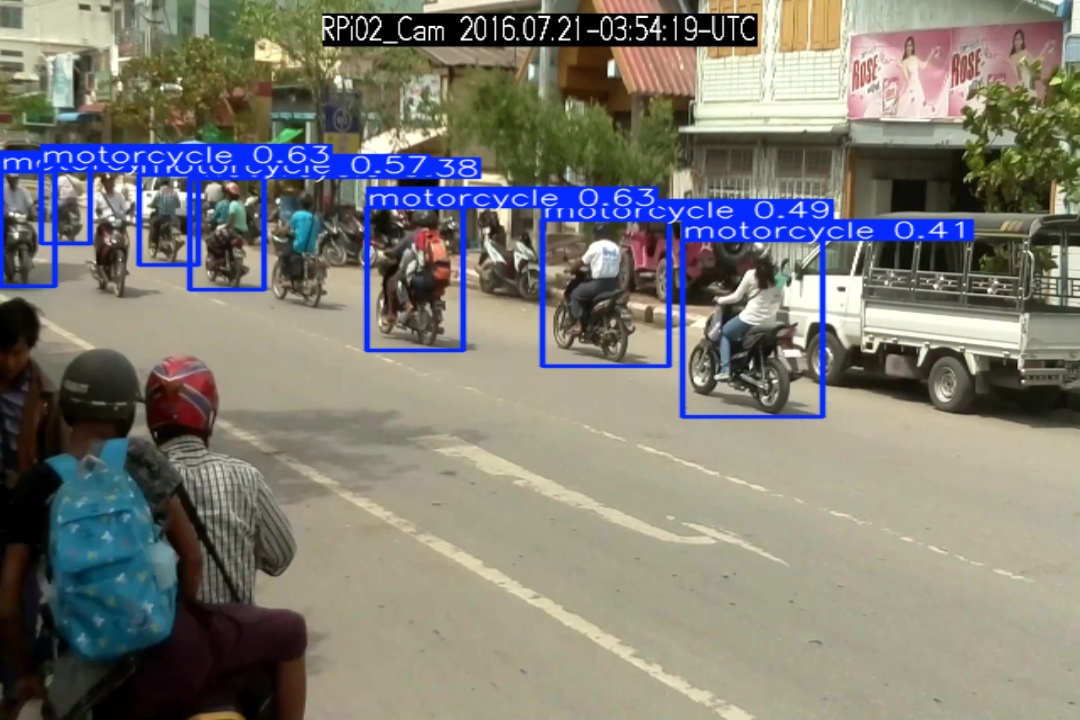 RPi02_Cam 2016.07.21-03:54:19-UTC
motorcycle 0.63
0.57
38
motorcycle 0.63
motorcycle 0.49
motorcycle 0.41
ROSE
ROSE